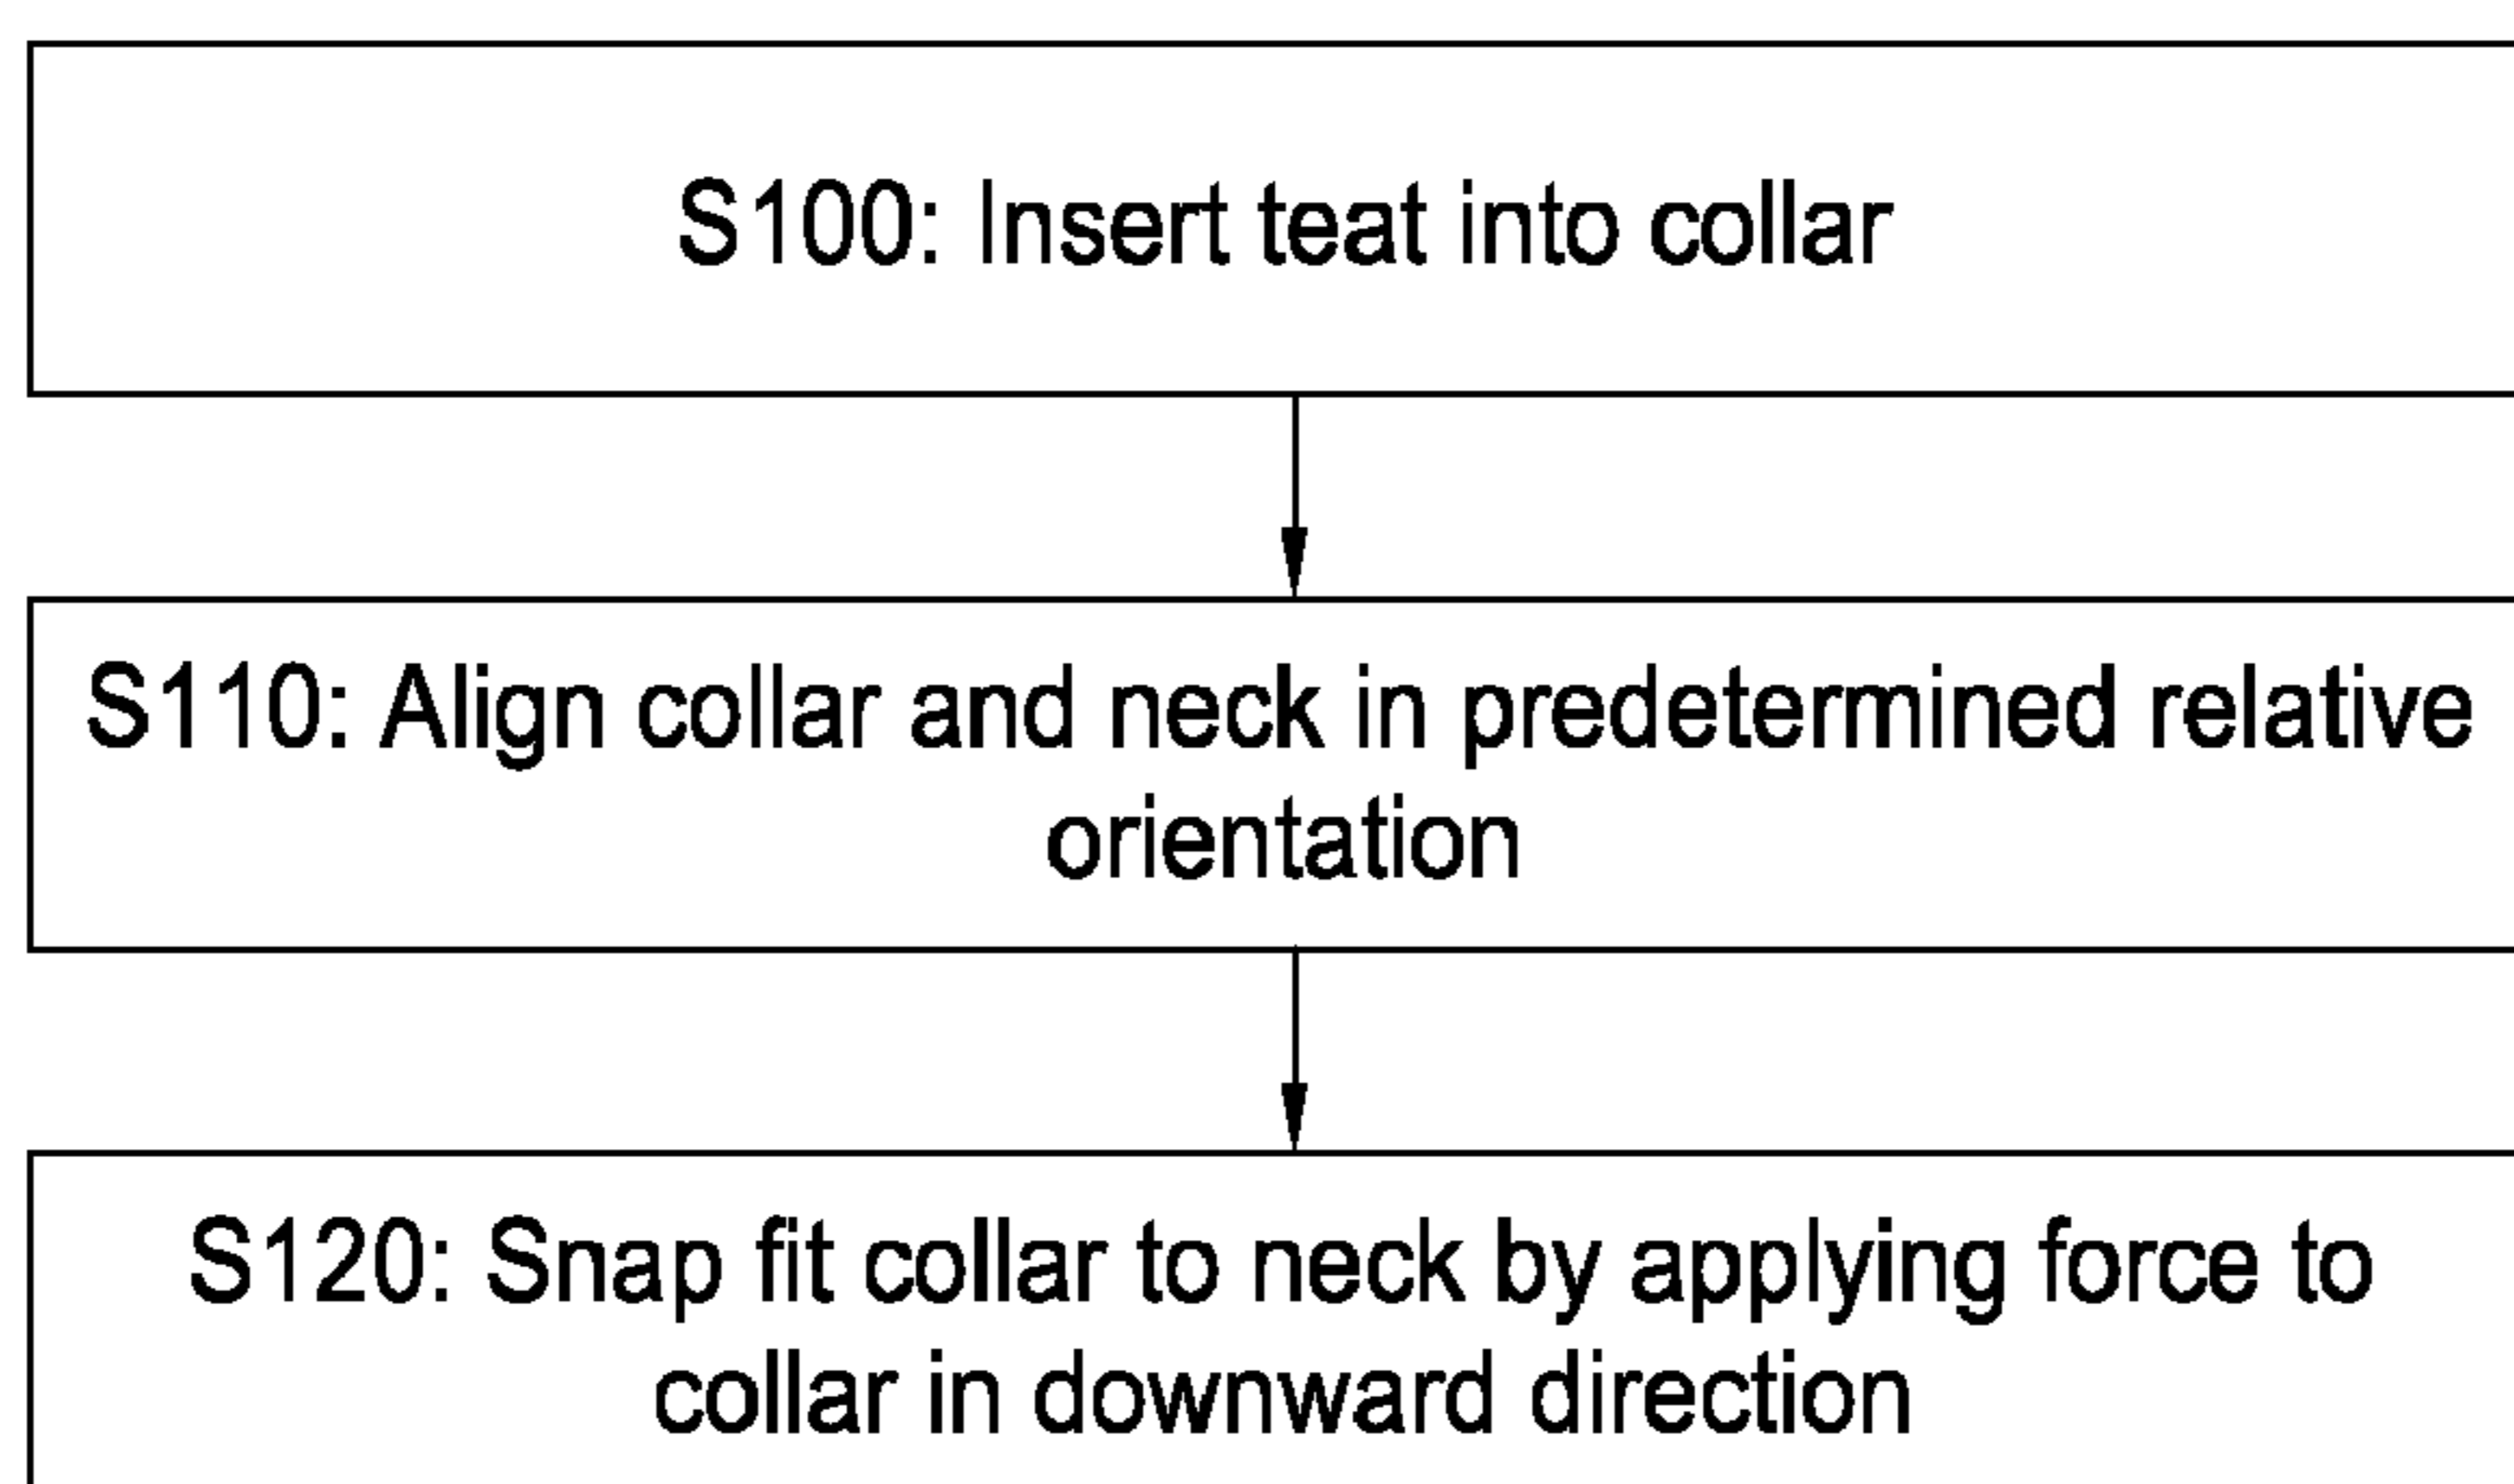 S100: Insert teat into collar
S110: Align collar and neck in predetermined relative
orientation
S120: Snap fit collar to neck by applying force to
collar in downward direction